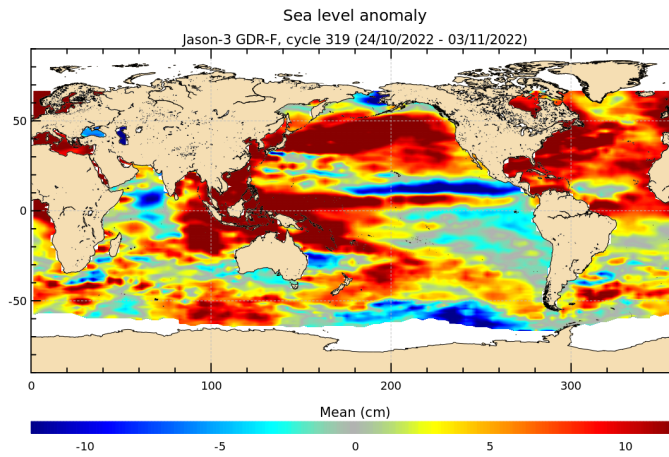 Sea level anomaly
Jason-3 GDR-F, cycle 319 (24/10/2022 - 03/11/2022)
50
0
-50
0 100 200 300
Mean (cm)
-10 -5 0 5 10